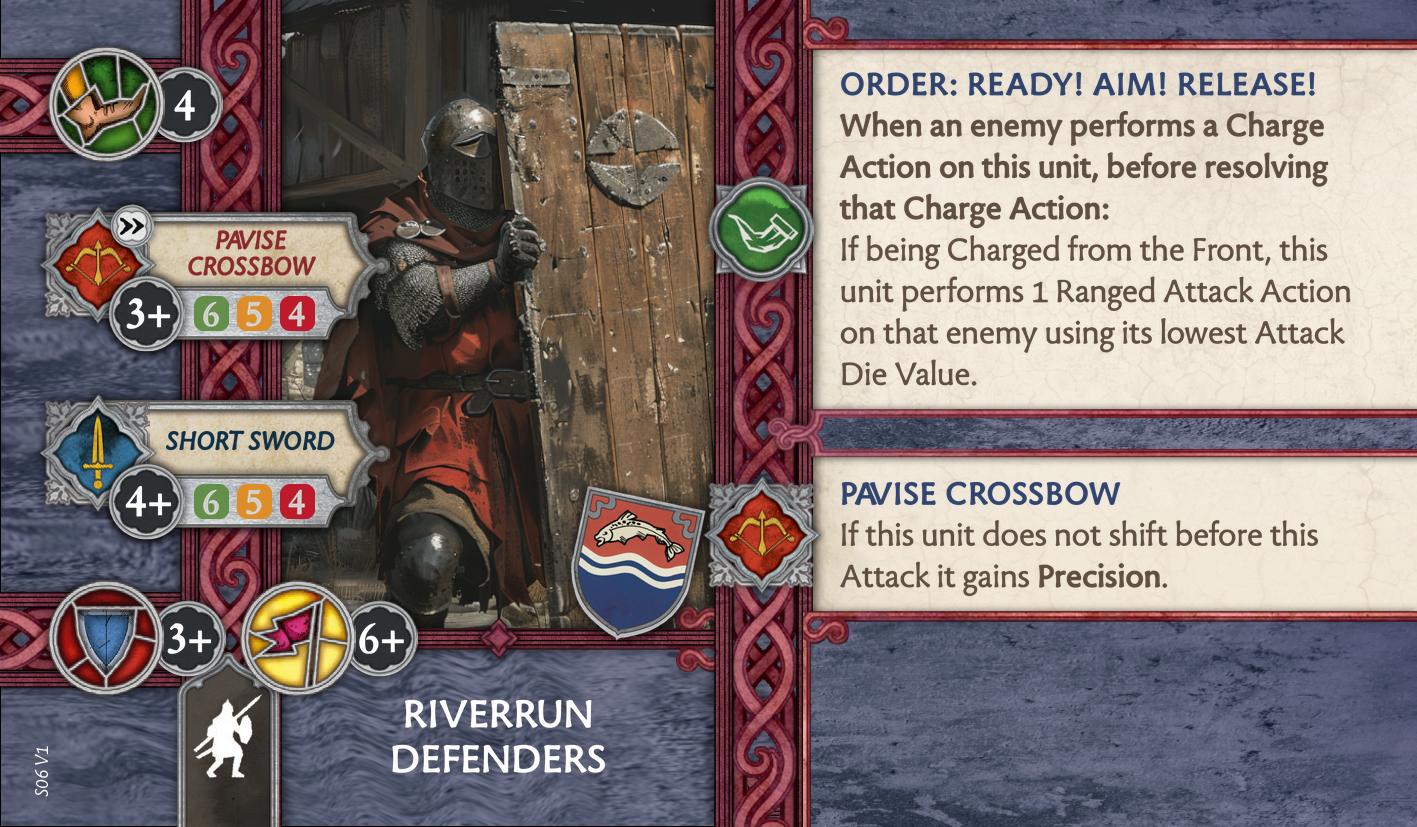 4
PAVISE
CROSSBOW
3+ 6 5 4
SHORT SWORD
4+ 6 5 4
3+ 6+
RIVERRUN
DEFENDERS
S06 V1
ORDER: READY! AIM! RELEASE!
When an enemy performs a Charge
Action on this unit, before resolving
that Charge Action:
If being Charged from the Front, this
unit performs 1 Ranged Attack Action
on that enemy using its lowest Attack
Die Value.
PAVISE CROSSBOW
If this unit does not shift before this
Attack it gains Precision.